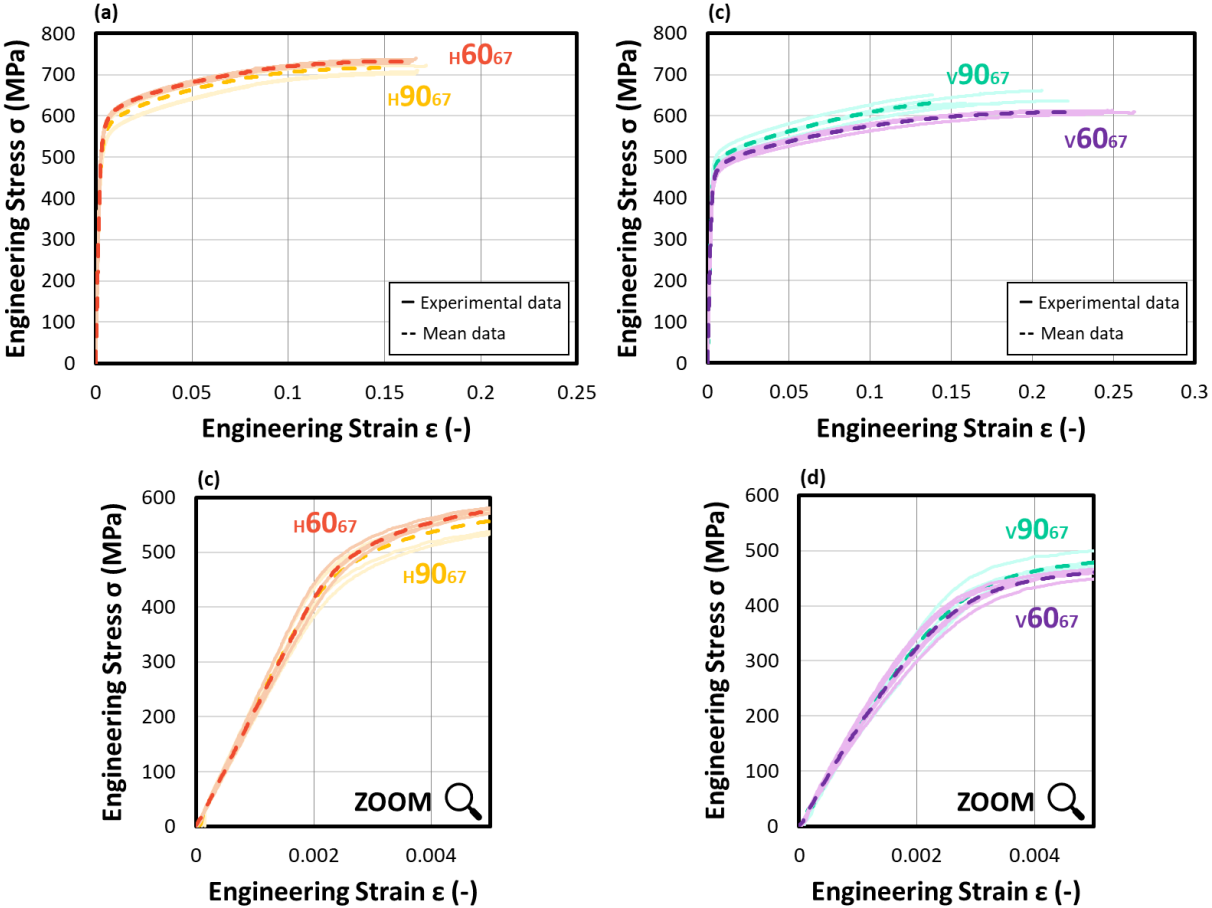 (a)
Engineering Stress σ (MPa)
800
700
600
500
400
300
200
100
0
H6067
H9067
Experimental data
Mean data
0 0.05 0.1 0.15 0.2 0.25
Engineering Strain ε (-)
(c)
Engineering Stress σ (MPa)
800
700
600
500
400
300
200
100
0
V9067
V6067
Experimental data
Mean data
0 0.05 0.1 0.15 0.2 0.25 0.3
Engineering Strain ε (-)
(c)
Engineering Stress σ (MPa)
600
500
400
300
200
100
0
H6067
H9067
ZOOM
0 0.002 0.004
Engineering Strain ε (-)
(d)
Engineering Stress σ (MPa)
600
500
400
300
200
100
0
V9067
V6067
ZOOM
0 0.002 0.004
Engineering Strain ε (-)